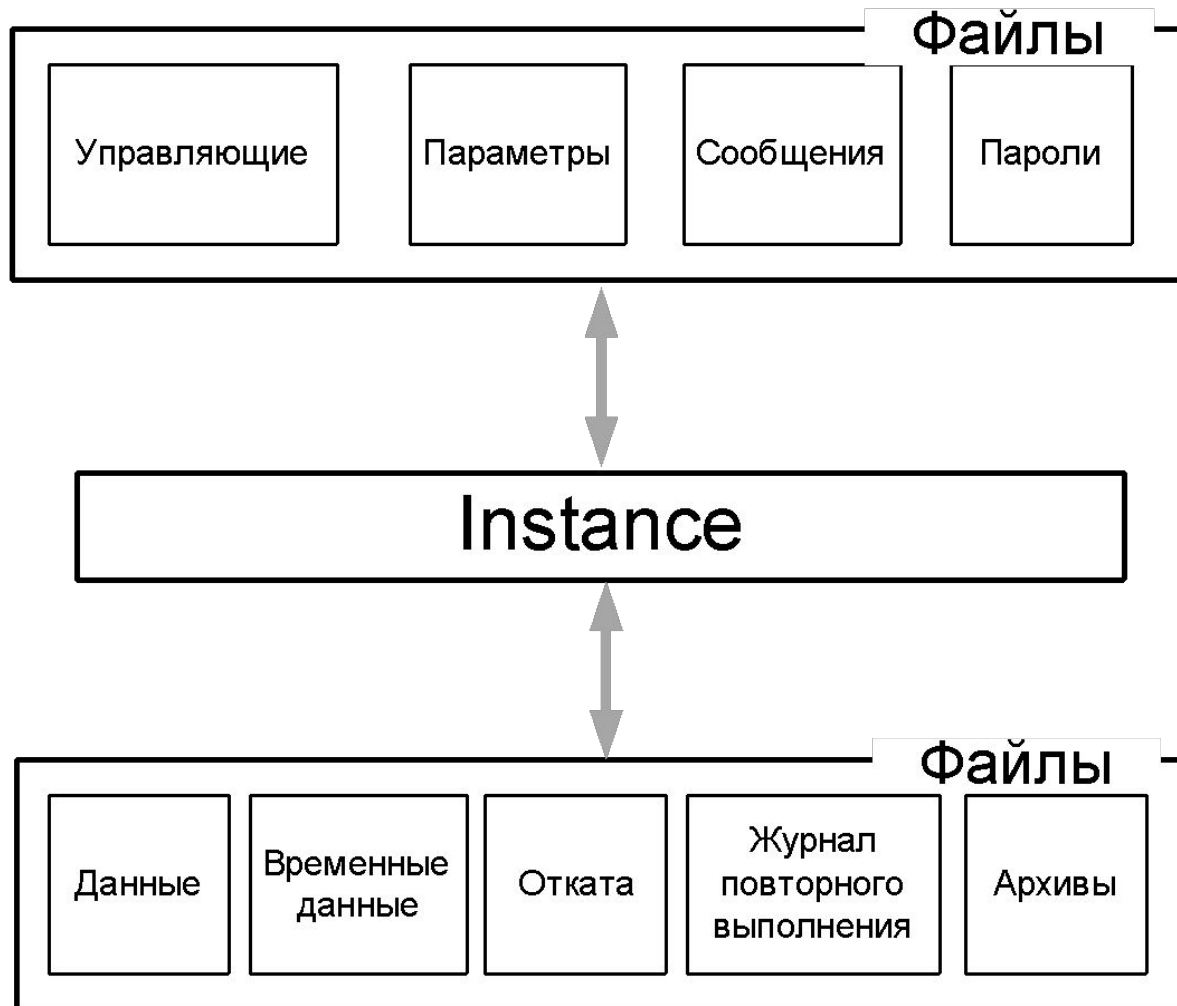 Файлы
Управляющие
Параметры
Сообщения
Пароли
Instance
Файлы
Данные
Временные
данные
Отката
Журнал
повторного
выполнения
Архивы